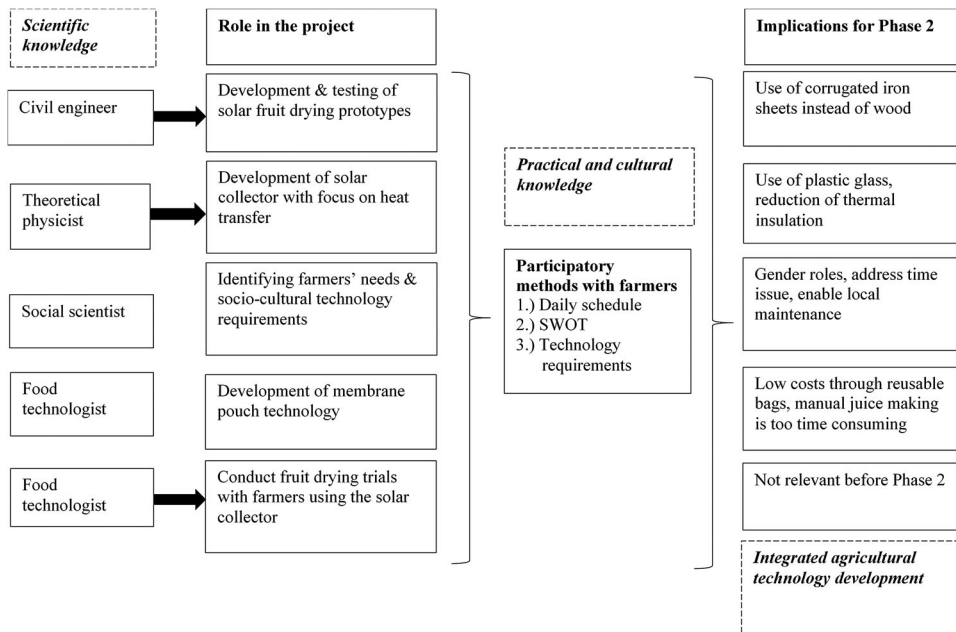 Scientific
knowledge
Role in the project
Implications for Phase 2
Civil engineer
Development & testing of
solar fruit drying prototypes
Use of corrugated iron
sheets instead of wood
Practical and cultural
knowledge
Theoretical
physicist
Development of solar
collector with focus on heat
transfer
Use of plastic glass,
reduction of thermal
insulation
Participatory
methods with farmers
1.) Daily schedule
2.) SWOT
3.) Technology
requirements
Social scientist
Identifying farmers’ needs &
socio-cultural technology
requirements
Gender roles, address time
issue, enable local
maintenance
Food
technologist
Development of membrane
pouch technology
Low costs through reusable
bags, manual juice making
is too time consuming
Food
technologist
Conduct fruit drying trials
with farmers using the solar
collector
Not relevant before Phase 2
Integrated agricultural
technology development